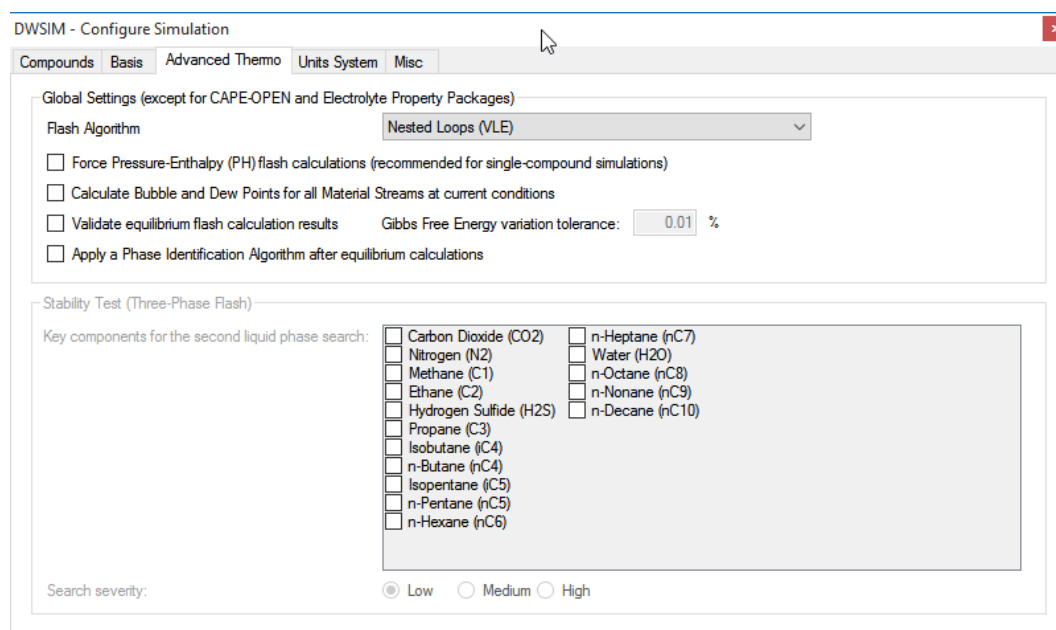 DWSIM - Configure Simulation
Compounds Basis Advanced Thermo Units System Misc
Global Settings (except for CAPE-OPEN and Electrolyte Property Packages)
Flash Algorithm Nested Loops (VLE)
Force Pressure-Enthalpy (PH) flash calculations (recommended for single-compound simulations)
Calculate Bubble and Dew Points for all Material Streams at current conditions
Validate equilibrium flash calculation results Gibbs Free Energy variation tolerance: 0.01 %
Apply a Phase Identification Algorithm after equilibrium calculations
Stability Test (Three-Phase Flash)
Key components for the second liquid phase search: Carbon Dioxide (CO2) n-Heptane (nC7)
Nitrogen (N2) Water (H2O)
Methane (C1) n-Octane (nC8)
Ethane (C2) n-Nonane (nC9)
Hydrogen Sulfide (H2S) n-Decane (nC10)
Propane (C3)
Isobutane (iC4)
n-Butane (nC4)
Isopentane (iC5)
n-Pentane (nC5)
n-Hexane (nC6)
Search severity: Low Medium High